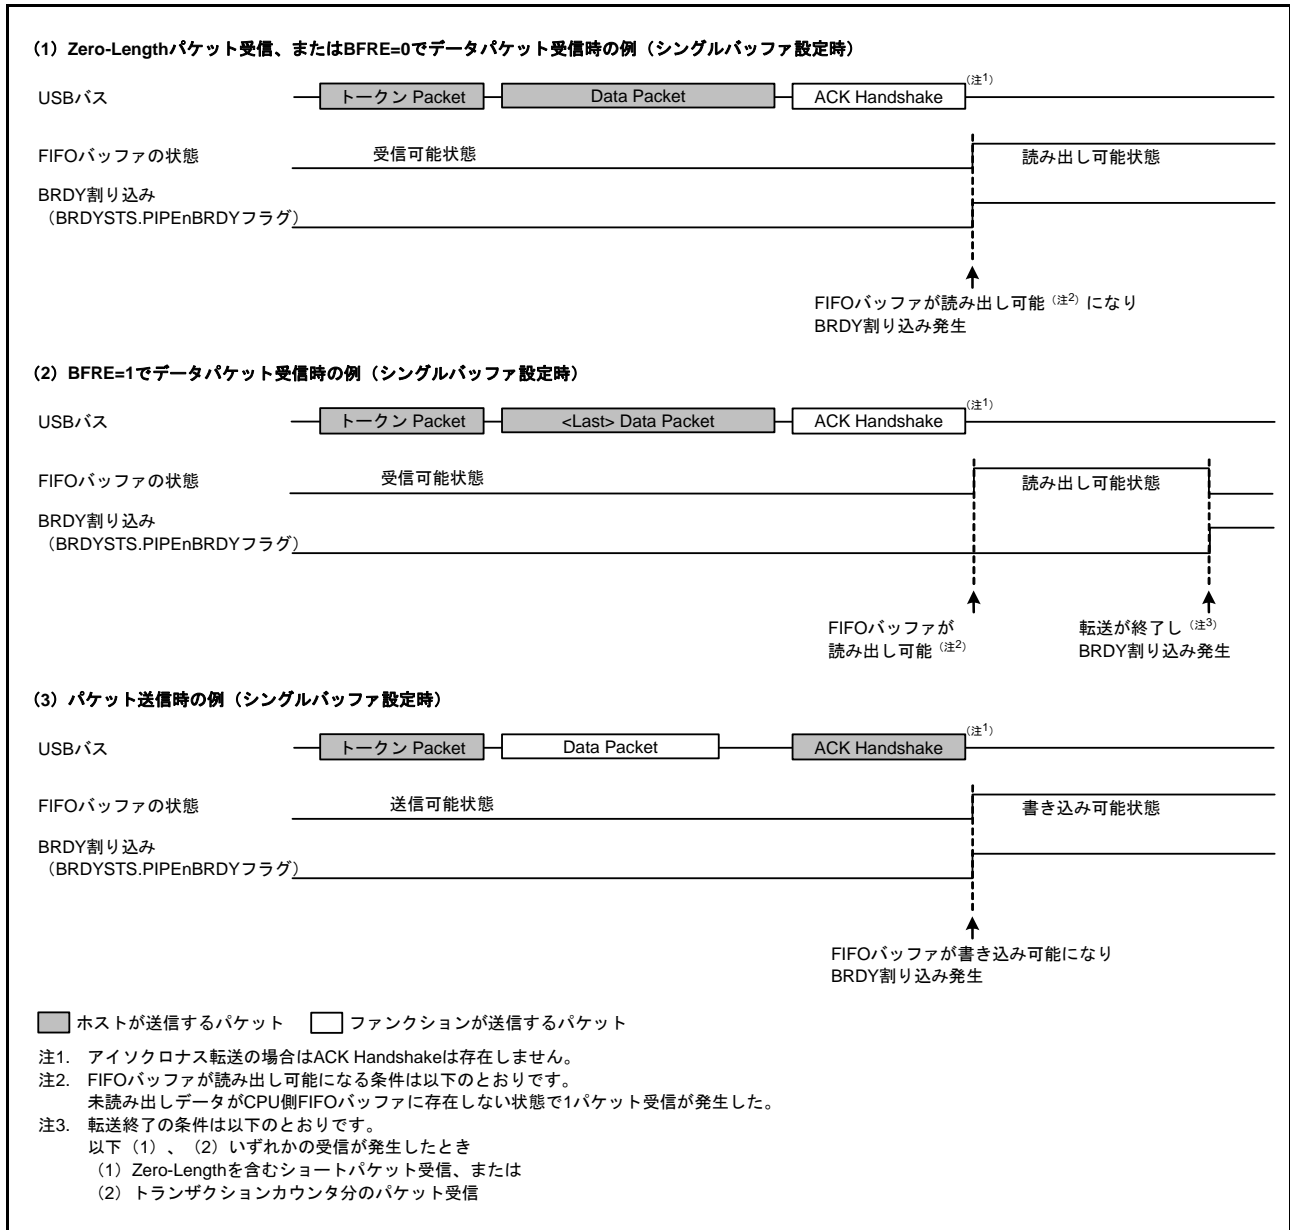 （1）Zero-Lengthパケット受信、またはBFRE=0でデータパケット受信時の例（シングルバッファ設定時）
USBバス トークン Packet Data Packet ACK Handshake（注1）
FIFOバッファの状態 受信可能状態 読み出し可能状態
BRDY割り込み
（BRDYSTS.PIPEnBRDYフラグ）
FIFOバッファが読み出し可能（注2）になり
BRDY割り込み発生
（2）BFRE=1でデータパケット受信時の例（シングルバッファ設定時）
USBバス トークン Packet <Last> Data Packet ACK Handshake（注1）
FIFOバッファの状態 受信可能状態 読み出し可能状態
BRDY割り込み
（BRDYSTS.PIPEnBRDYフラグ）
FIFOバッファが 転送が終了し（注3）
読み出し可能（注2） BRDY割り込み発生
（3）パケット送信時の例（シングルバッファ設定時）
USBバス トークン Packet Data Packet ACK Handshake（注1）
FIFOバッファの状態 送信可能状態 書き込み可能状態
BRDY割り込み
（BRDYSTS.PIPEnBRDYフラグ）
FIFOバッファが書き込み可能になり
BRDY割り込み発生
ホストが送信するパケット ファンクションが送信するパケット
注1. アイソクロナス転送の場合はACK Handshakeは存在しません。
注2. FIFOバッファが読み出し可能になる条件は以下のとおりです。
未読み出しデータがCPU側FIFOバッファに存在しない状態で1パケット受信が発生した。
注3. 転送終了の条件は以下のとおりです。
以下（1）、（2）いずれかの受信が発生したとき
（1）Zero-Lengthを含むショートパケット受信、または
（2）トランザクションカウンタ分のパケット受信